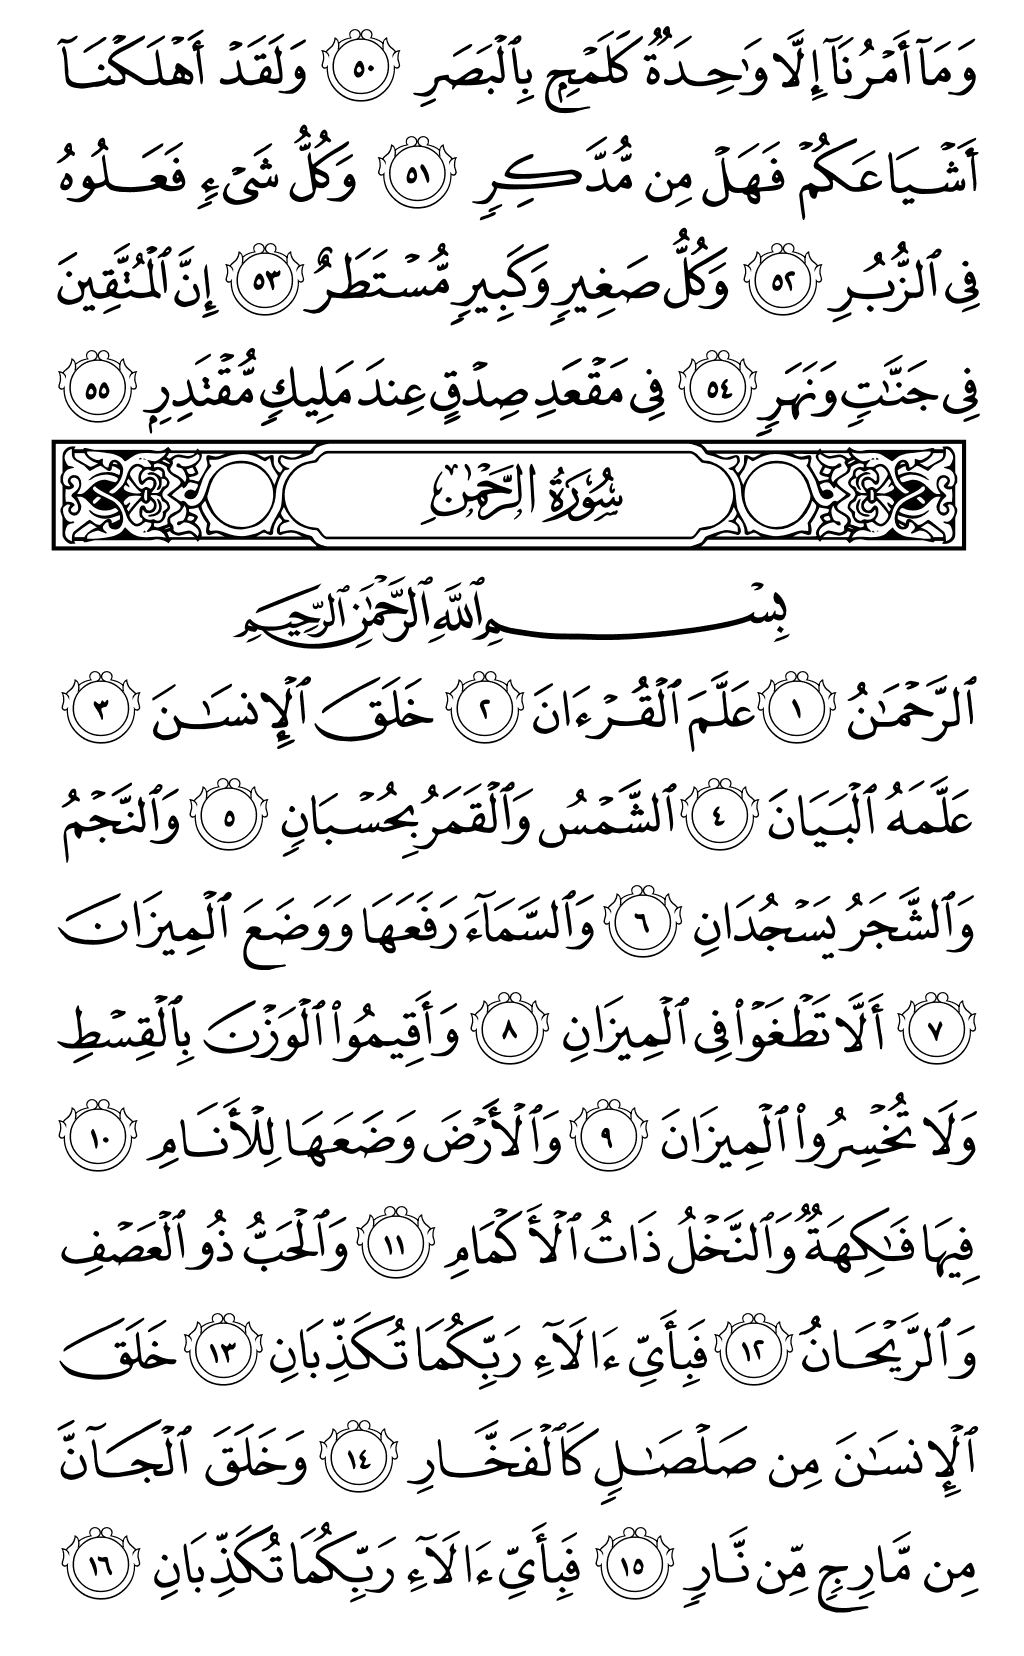 وَمَآ أَمْرُنَآ إِلَّا وَٰحِدَةٌ كَلَمْحٍۭ بِٱلْبَصَرِ ٥٠ وَلَقَدْ أَهْلَكْنَآ
أَشْيَاعَكُمْ فَهَلْ مِن مُّدَّكِرٍ ٥١ وَكُلُّ شَىْءٍ فَعَلُوهُ
فِى ٱلزُّبُرِ ٥٢ وَكُلُّ صَغِيرٍ وَكَبِيرٍ مُّسْتَطَرٌ ٥٣ إِنَّ ٱلْمُتَّقِينَ
فِى جَنَّٰتٍ وَنَهَرٍ ٥٤ فِى مَقْعَدِ صِدْقٍ عِندَ مَلِيكٍ مُّقْتَدِرٍۭ ٥٥
سُورَةُ الرَّحْمٰنِ
بِسْمِ ٱللَّهِ ٱلرَّحْمَٰنِ ٱلرَّحِيمِ
ٱلرَّحْمَٰنُ ١ عَلَّمَ ٱلْقُرْءَانَ ٢ خَلَقَ ٱلْإِنسَٰنَ ٣
عَلَّمَهُ ٱلْبَيَانَ ٤ ٱلشَّمْسُ وَٱلْقَمَرُ بِحُسْبَانٍ ٥ وَٱلنَّجْمُ
وَٱلشَّجَرُ يَسْجُدَانِ ٦ وَٱلسَّمَآءَ رَفَعَهَا وَوَضَعَ ٱلْمِيزَانَ
٧ أَلَّا تَطْغَوْا۟ فِى ٱلْمِيزَانِ ٨ وَأَقِيمُوا۟ ٱلْوَزْنَ بِٱلْقِسْطِ
وَلَا تُخْسِرُوا۟ ٱلْمِيزَانَ ٩ وَٱلْأَرْضَ وَضَعَهَا لِلْأَنَامِ ١٠
فِيهَا فَٰكِهَةٌ وَٱلنَّخْلُ ذَاتُ ٱلْأَكْمَامِ ١١ وَٱلْحَبُّ ذُو ٱلْعَصْفِ
وَٱلرَّيْحَانُ ١٢ فَبِأَىِّ ءَالَآءِ رَبِّكُمَا تُكَذِّبَانِ ١٣ خَلَقَ
ٱلْإِنسَٰنَ مِن صَلْصَٰلٍ كَٱلْفَخَّارِ ١٤ وَخَلَقَ ٱلْجَآنَّ
مِن مَّارِجٍ مِّن نَّارٍ ١٥ فَبِأَىِّ ءَالَآءِ رَبِّكُمَا تُكَذِّبَانِ ١٦